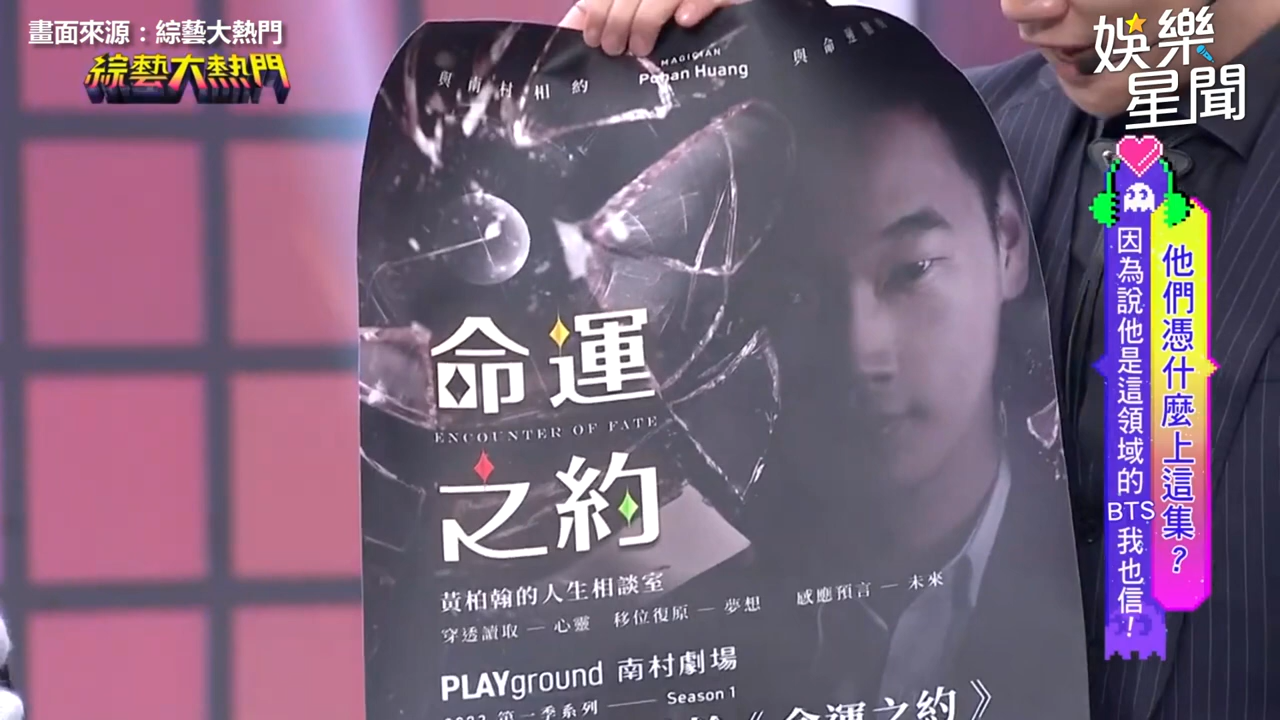 畫面來源:綜藝大熱門
綜藝大熱門
娛樂
星聞
他們憑什麼上這集?
因為說他是這領域的BTS我也信!
與南村相約
MAGICIAN
Pohan Huang
與命運
命運
ENCOUNTER OF FATE
之約
黃柏翰的人生相談室
穿透讀取 — 心靈 移位復原 — 夢想 感應預言 — 未來
PLAYground 南村劇場
第一季系列 —— Season 1
《命運之約》